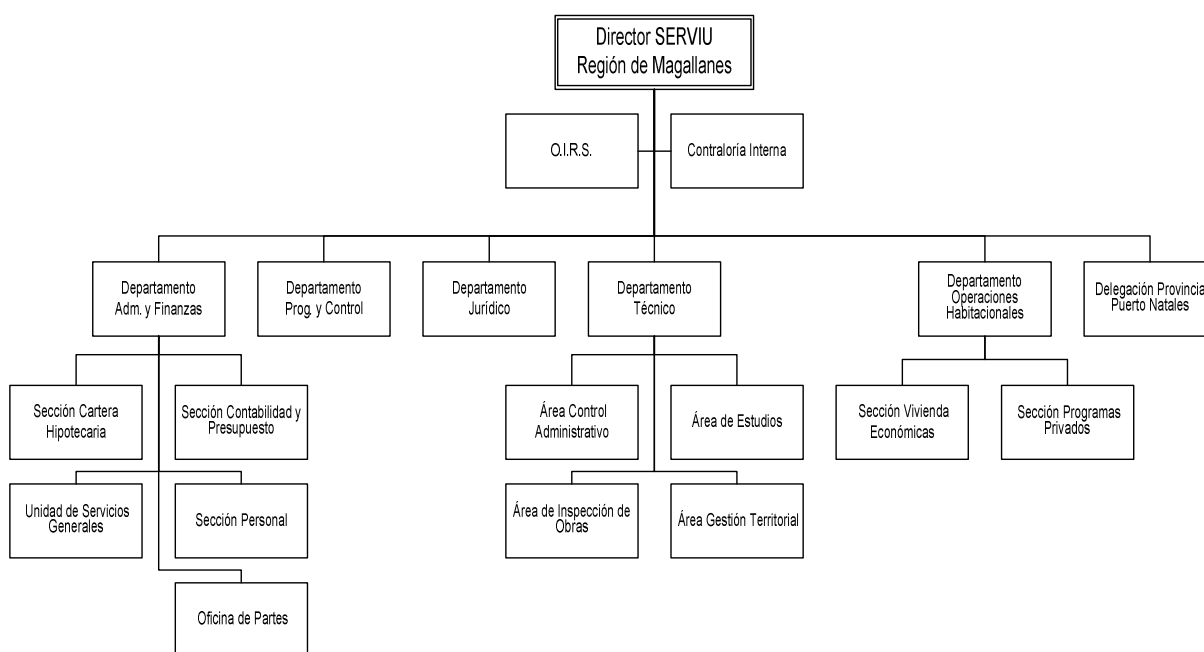 Director SERVIU
Región de Magallanes
O.I.R.S.
Contraloría Interna
Departamento
Adm. y Finanzas
Departamento
Prog. y Control
Departamento
Jurídico
Departamento
Técnico
Departamento
Operaciones
Habitacionales
Delegación Provincia
Puerto Natales
Sección Cartera
Hipotecaria
Sección Contabilidad y
Presupuesto
Área Control
Administrativo
Área de Estudios
Sección Vivienda
Económicas
Sección Programas
Privados
Unidad de Servicios
Generales
Sección Personal
Área de Inspección de
Obras
Área Gestión Territorial
Oficina de Partes